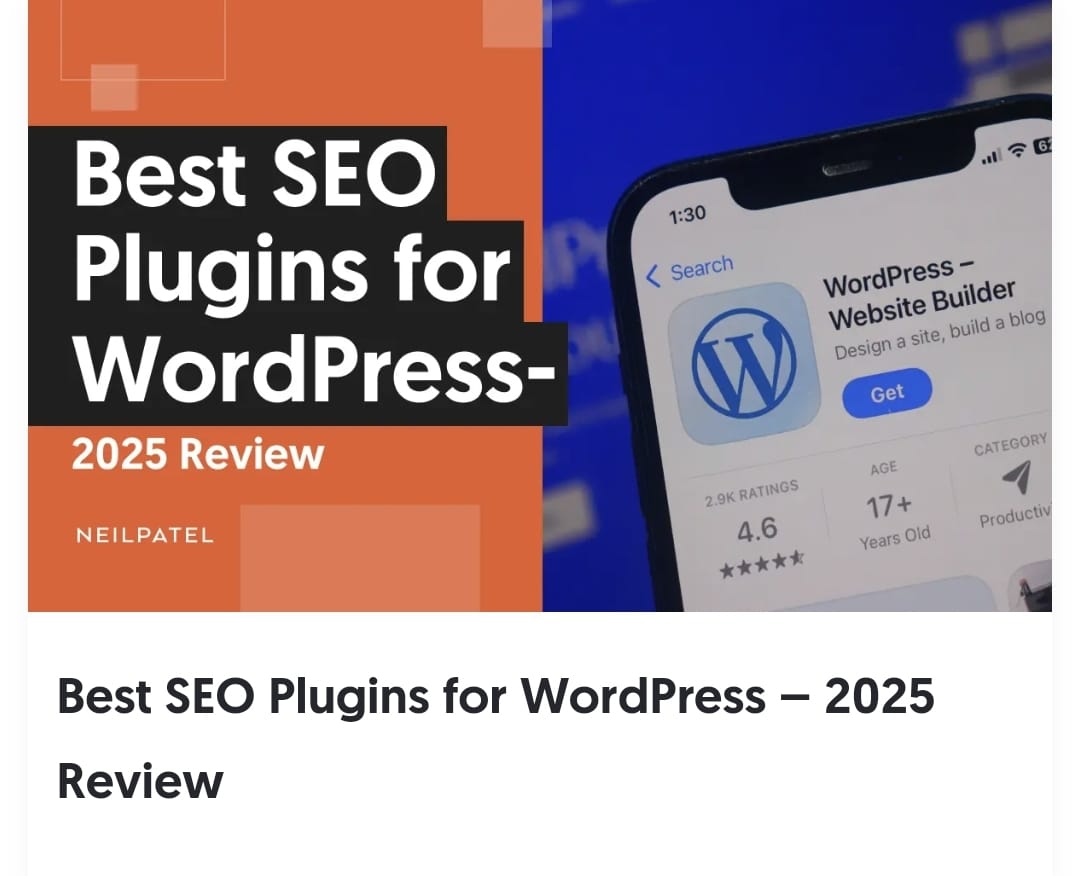 Best SEO
Plugins for
WordPress-
2025 Review
NEILPATEL
1:30
Search
WordPress –
Website Builder
Design a site, build a blog
Get
2.9K RATINGS
4.6
AGE
17+
Years Old
CATEGORY
Best SEO Plugins for WordPress – 2025
Review